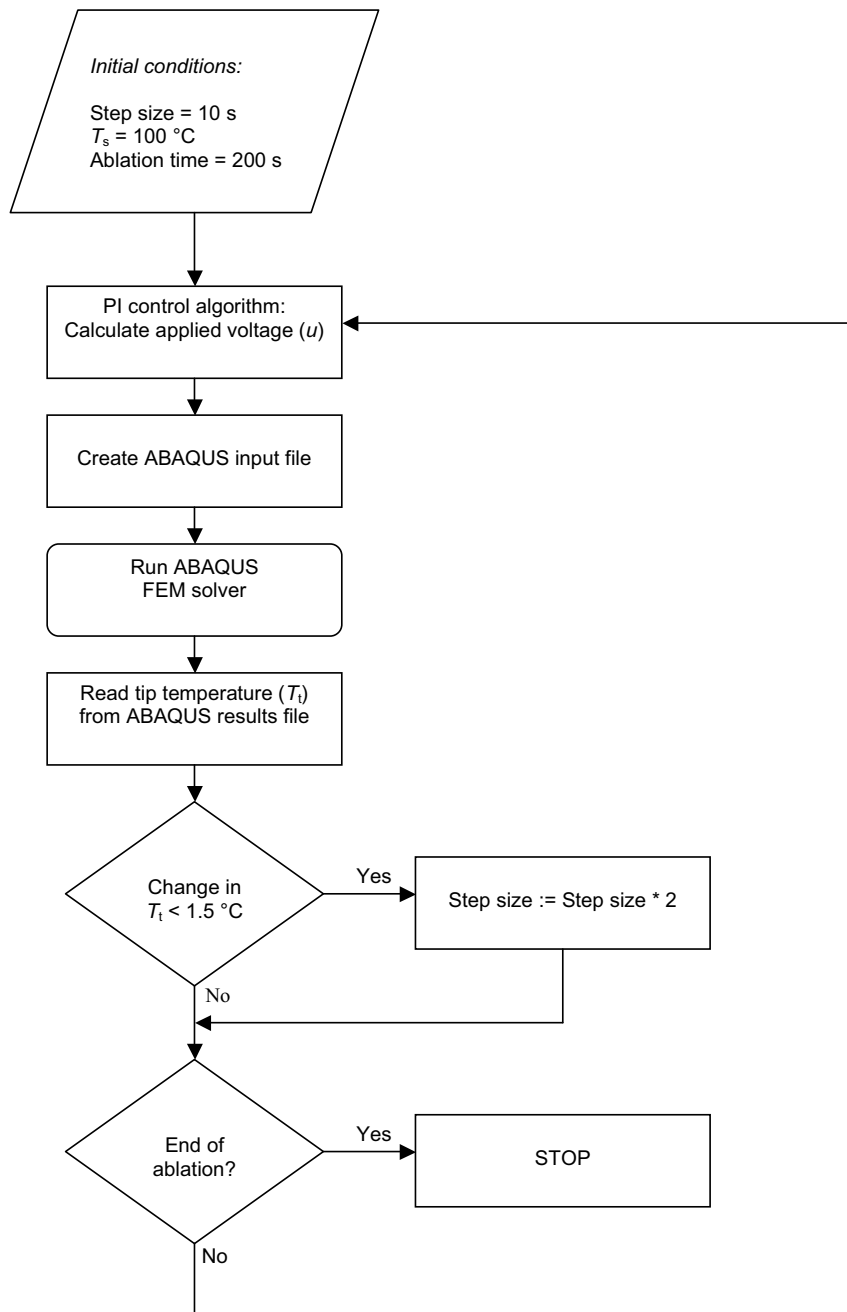 Initial conditions:
Step size = 10 s
Ts = 100 °C
Ablation time = 200 s
PI control algorithm:
Calculate applied voltage (u)
Create ABAQUS input file
Run ABAQUS
FEM solver
Read tip temperature (Tt)
from ABAQUS results file
Change in
Tt < 1.5 °C
Yes
Step size := Step size * 2
No
End of
ablation?
Yes
STOP
No